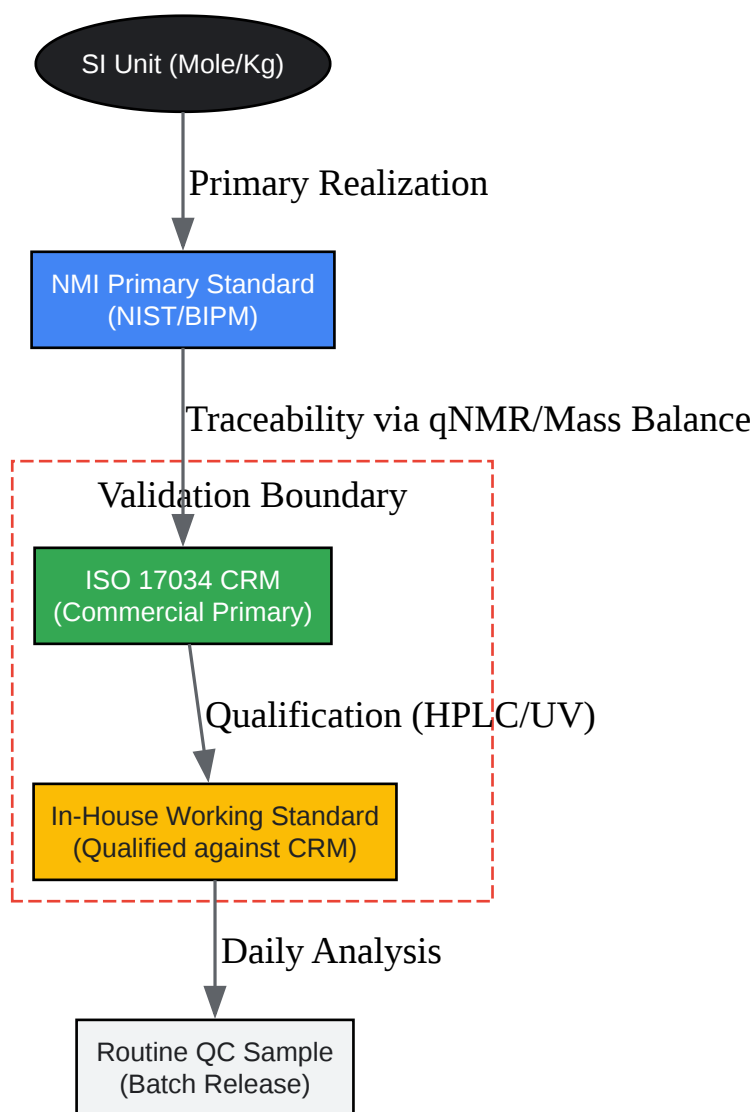 SI Unit (Mole/Kg)
Primary Realization
NMI Primary Standard
(NIST/BIPM)
Traceability via qNMR/Mass Balance
Validation Boundary
ISO 17034 CRM
(Commercial Primary)
Qualification (HPLC/UV)
In-House Working Standard
(Qualified against CRM)
Daily Analysis
Routine QC Sample
(Batch Release)